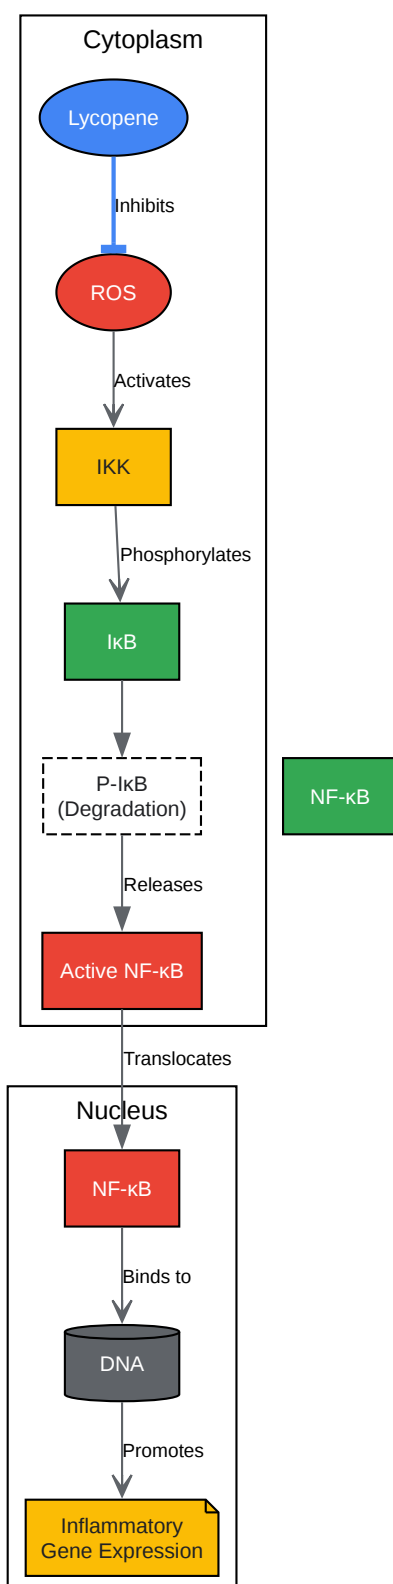 Cytoplasm
Lycopene
Inhibits
ROS
Activates
IKK
Phosphorylates
IκB
P-IκB
(Degradation)
NF-κB
Releases
Active NF-κB
Translocates
Nucleus
NF-κB
Binds to
DNA
Promotes
Inflammatory
Gene Expression